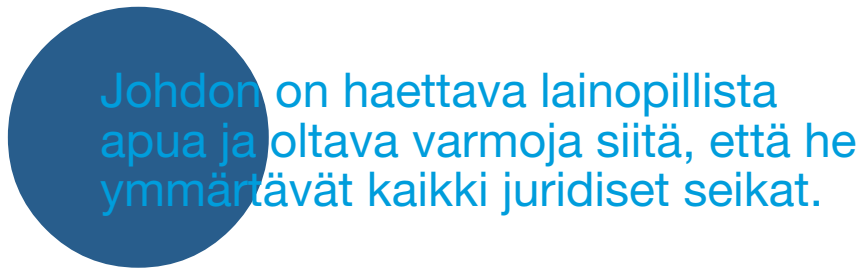 Johdon on haettava lainopillista
apua ja oltava varmoja siitä, että he
ymmärtävät kaikki juridiset seikat.